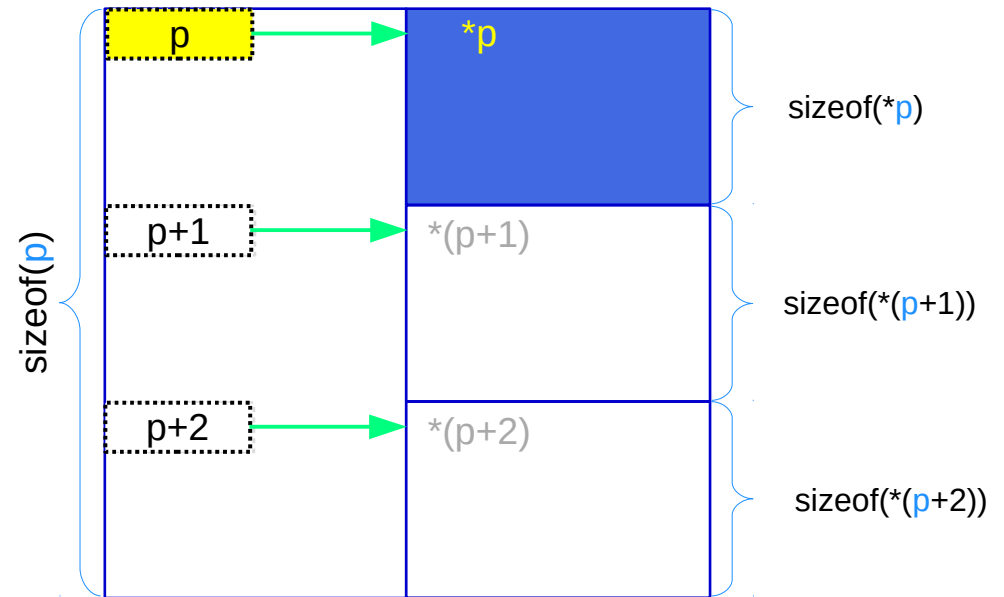 p
*p
sizeof(*p)
p+1
*(p+1)
sizeof(p)
sizeof(*(p+1))
p+2
*(p+2)
sizeof(*(p+2))